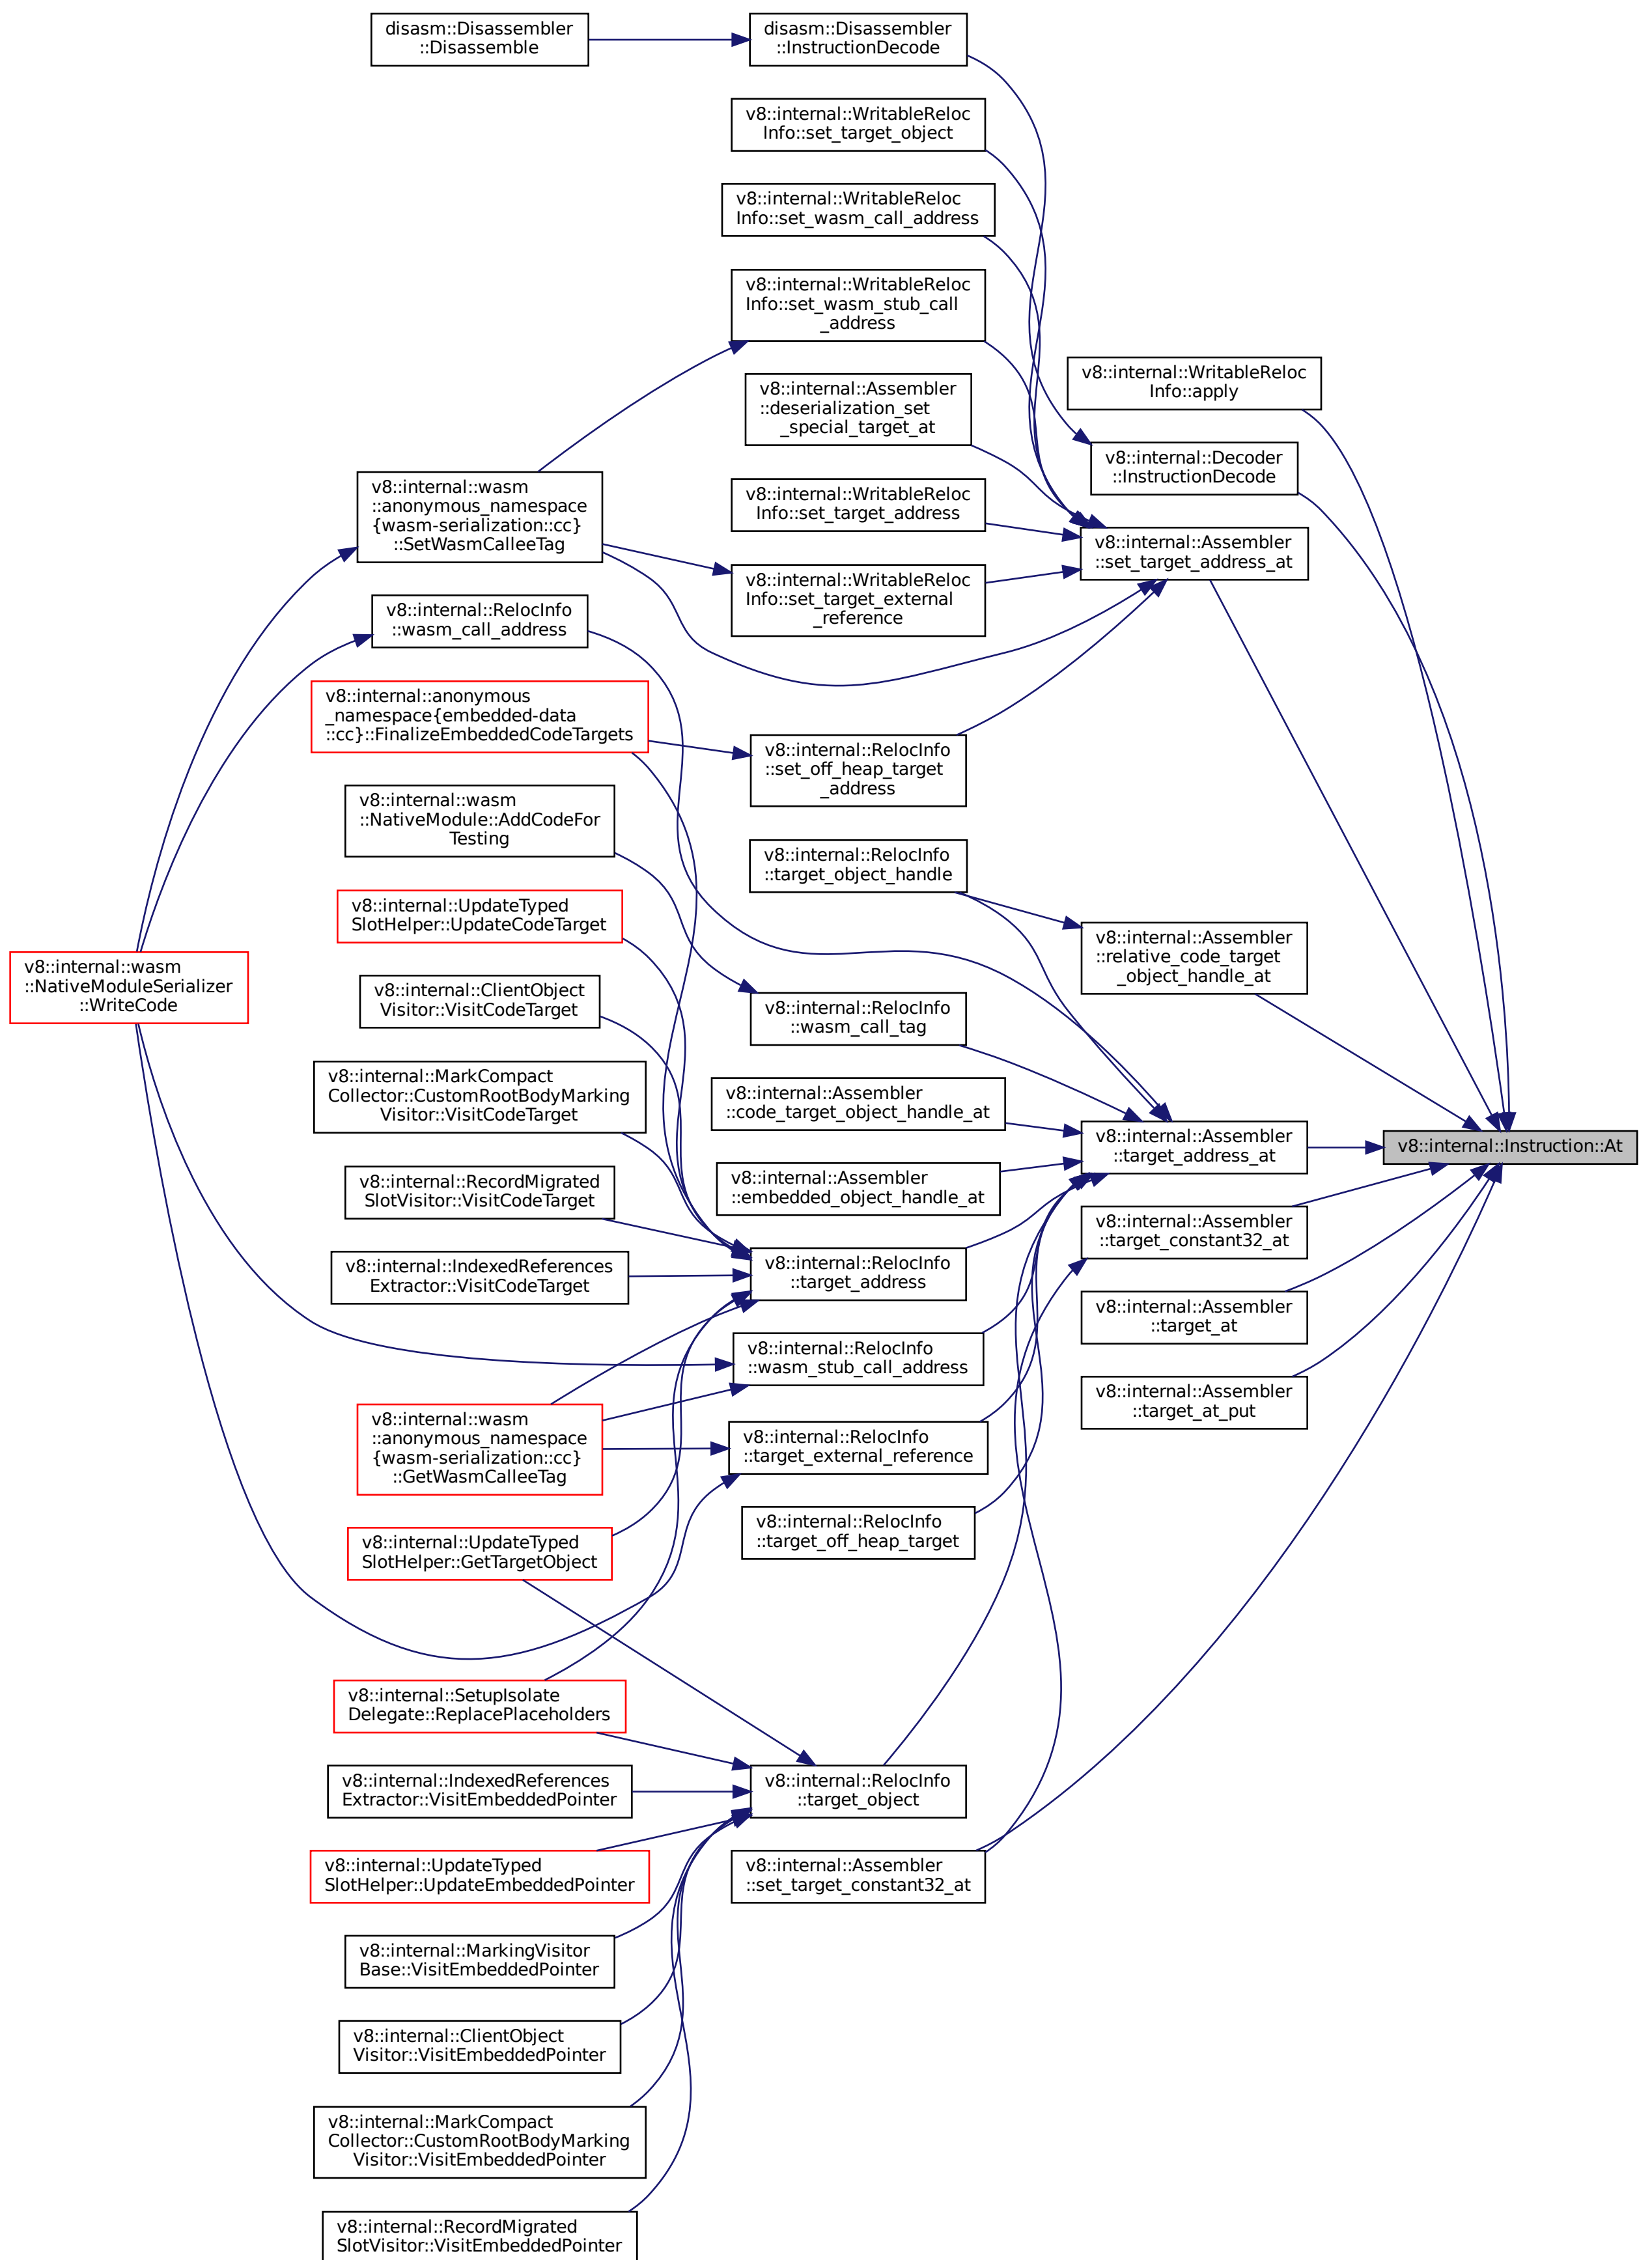 disasm::Disassembler
::Disassemble
disasm::Disassembler
::InstructionDecode
v8::internal::WritableReloc
Info::set_target_object
v8::internal::WritableReloc
Info::set_wasm_call_address
v8::internal::WritableReloc
Info::set_wasm_stub_call
_address
v8::internal::WritableReloc
Info::apply
v8::internal::Assembler
::deserialization_set
_special_target_at
v8::internal::Decoder
::InstructionDecode
v8::internal::wasm
::anonymous_namespace
{wasm-serialization::cc}
::SetWasmCalleeTag
v8::internal::WritableReloc
Info::set_target_address
v8::internal::Assembler
::set_target_address_at
v8::internal::WritableReloc
Info::set_target_external
_reference
v8::internal::RelocInfo
::wasm_call_address
v8::internal::anonymous
_namespace{embedded-data
::cc}::FinalizeEmbeddedCodeTargets
v8::internal::RelocInfo
::set_off_heap_target
_address
v8::internal::wasm
::NativeModule::AddCodeFor
Testing
v8::internal::RelocInfo
::target_object_handle
v8::internal::UpdateTyped
SlotHelper::UpdateCodeTarget
v8::internal::Assembler
::relative_code_target
_object_handle_at
v8::internal::wasm
::NativeModuleSerializer
::WriteCode
v8::internal::ClientObject
Visitor::VisitCodeTarget
v8::internal::RelocInfo
::wasm_call_tag
v8::internal::MarkCompact
Collector::CustomRootBodyMarking
Visitor::VisitCodeTarget
v8::internal::Assembler
::code_target_object_handle_at
v8::internal::Assembler
::target_address_at
v8::internal::Instruction::At
v8::internal::RecordMigrated
SlotVisitor::VisitCodeTarget
v8::internal::Assembler
::embedded_object_handle_at
v8::internal::Assembler
::target_constant32_at
v8::internal::IndexedReferences
Extractor::VisitCodeTarget
v8::internal::RelocInfo
::target_address
v8::internal::Assembler
::target_at
v8::internal::RelocInfo
::wasm_stub_call_address
v8::internal::Assembler
::target_at_put
v8::internal::wasm
::anonymous_namespace
{wasm-serialization::cc}
::GetWasmCalleeTag
v8::internal::RelocInfo
::target_external_reference
v8::internal::RelocInfo
::target_off_heap_target
v8::internal::UpdateTyped
SlotHelper::GetTargetObject
v8::internal::SetupIsolate
Delegate::ReplacePlaceholders
v8::internal::IndexedReferences
Extractor::VisitEmbeddedPointer
v8::internal::RelocInfo
::target_object
v8::internal::UpdateTyped
SlotHelper::UpdateEmbeddedPointer
v8::internal::Assembler
::set_target_constant32_at
v8::internal::MarkingVisitor
Base::VisitEmbeddedPointer
v8::internal::ClientObject
Visitor::VisitEmbeddedPointer
v8::internal::MarkCompact
Collector::CustomRootBodyMarking
Visitor::VisitEmbeddedPointer
v8::internal::RecordMigrated
SlotVisitor::VisitEmbeddedPointer